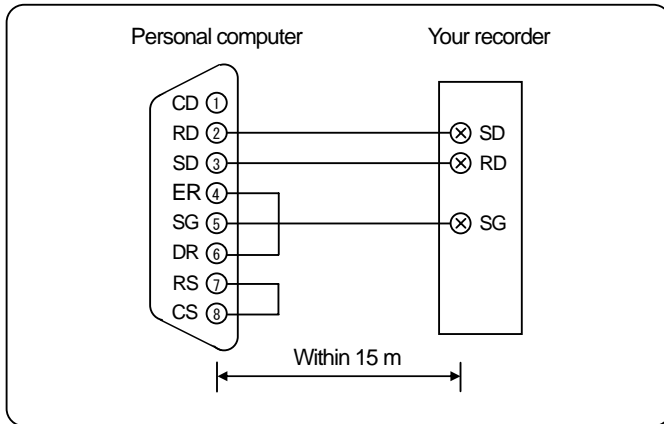 Personal computer Your recorder
CD ①
RD ② SD
SD ③ RD
ER ④
SG ⑤ SG
DR ⑥
RS ⑦
CS ⑧
Within 15 m